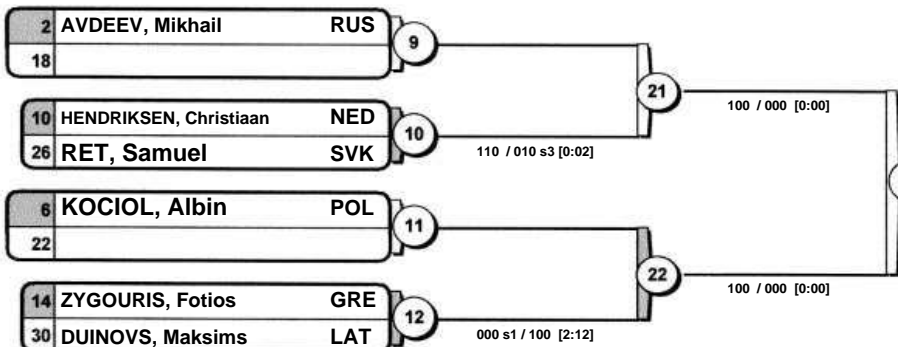 2 AVDEEV, Mikhail RUS
18
9
10 HENDRIKSEN, Christiaan NED
26 RET, Samuel SVK
10
110 / 010 s3 [0:02]
21
100 / 000 [0:00]
6 KOCIOL, Albin POL
22
11
14 ZYGOURIS, Fotios GRE
30 DUINOVS, Maksims LAT
12
000 s1 / 100 [2:12]
22
100 / 000 [0:00]